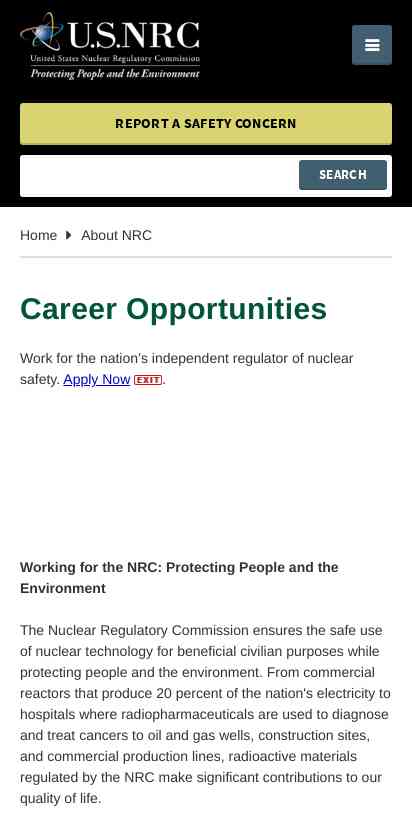 U.S.NRC
United States Nuclear Regulatory Commission
Protecting People and the Environment
REPORT A SAFETY CONCERN
SEARCH
Home About NRC
Career Opportunities
Work for the nation's independent regulator of nuclear
safety. Apply Now EXIT.
Working for the NRC: Protecting People and the
Environment
The Nuclear Regulatory Commission ensures the safe use
of nuclear technology for beneficial civilian purposes while
protecting people and the environment. From commercial
reactors that produce 20 percent of the nation's electricity to
hospitals where radiopharmaceuticals are used to diagnose
and treat cancers to oil and gas wells, construction sites,
and commercial production lines, radioactive materials
regulated by the NRC make significant contributions to our
quality of life.